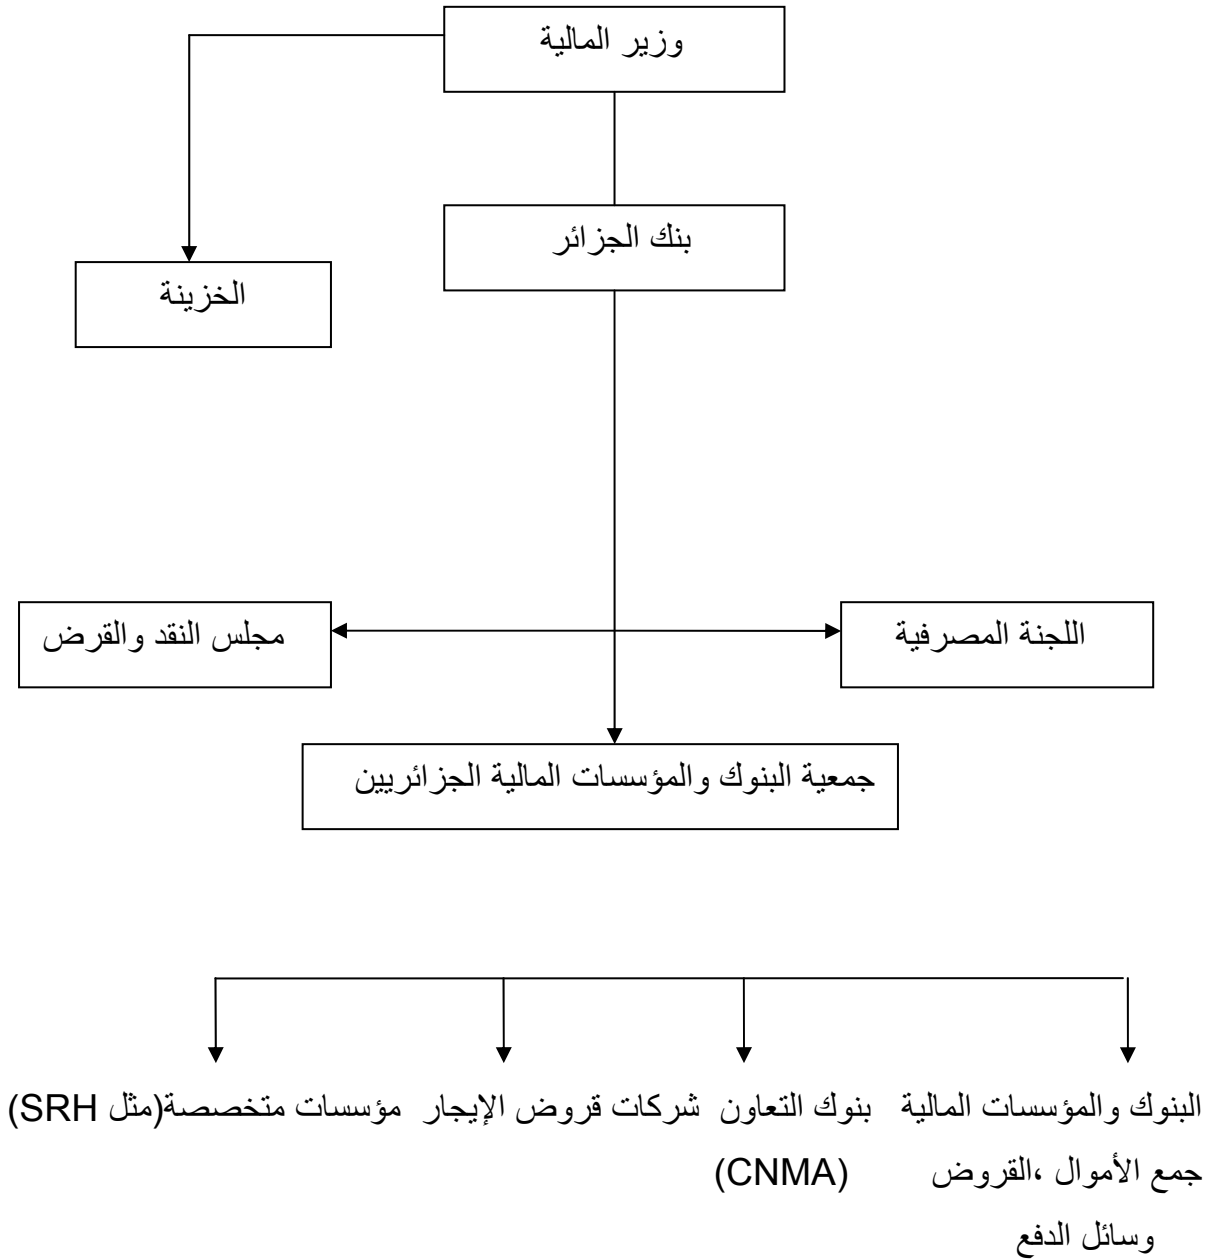 وزير المالية
بنك الجزائر
الخزينة
اللجنة المصرفية
مجلس النقد والقرض
جمعية البنوك والمؤسسات المالية الجزائريين
البنوك والمؤسسات المالية بنوك التعاون شركات قروض الإيجار مؤسسات متخصصة(مثل SRH)
جمع الأموال ،القروض (CNMA)
وسائل الدفع